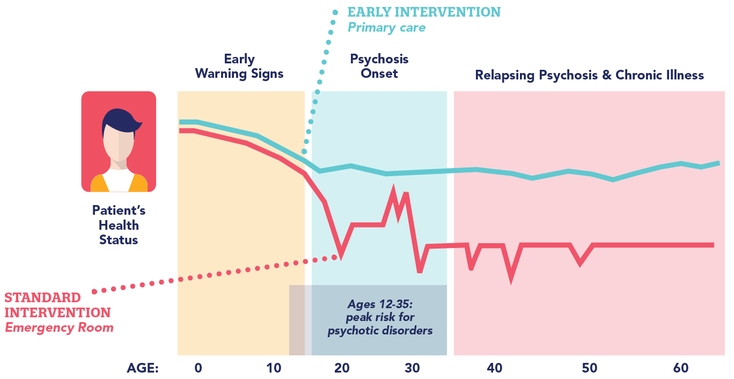 EARLY INTERVENTION
Primary care
Early
Warning Signs
Psychosis
Onset
Relapsing Psychosis & Chronic Illness
Patient's
Health
Status
STANDARD
INTERVENTION
Emergency Room
Ages 12-35:
peak risk for
psychotic disorders
AGE: 0 10 20 30 40 50 60